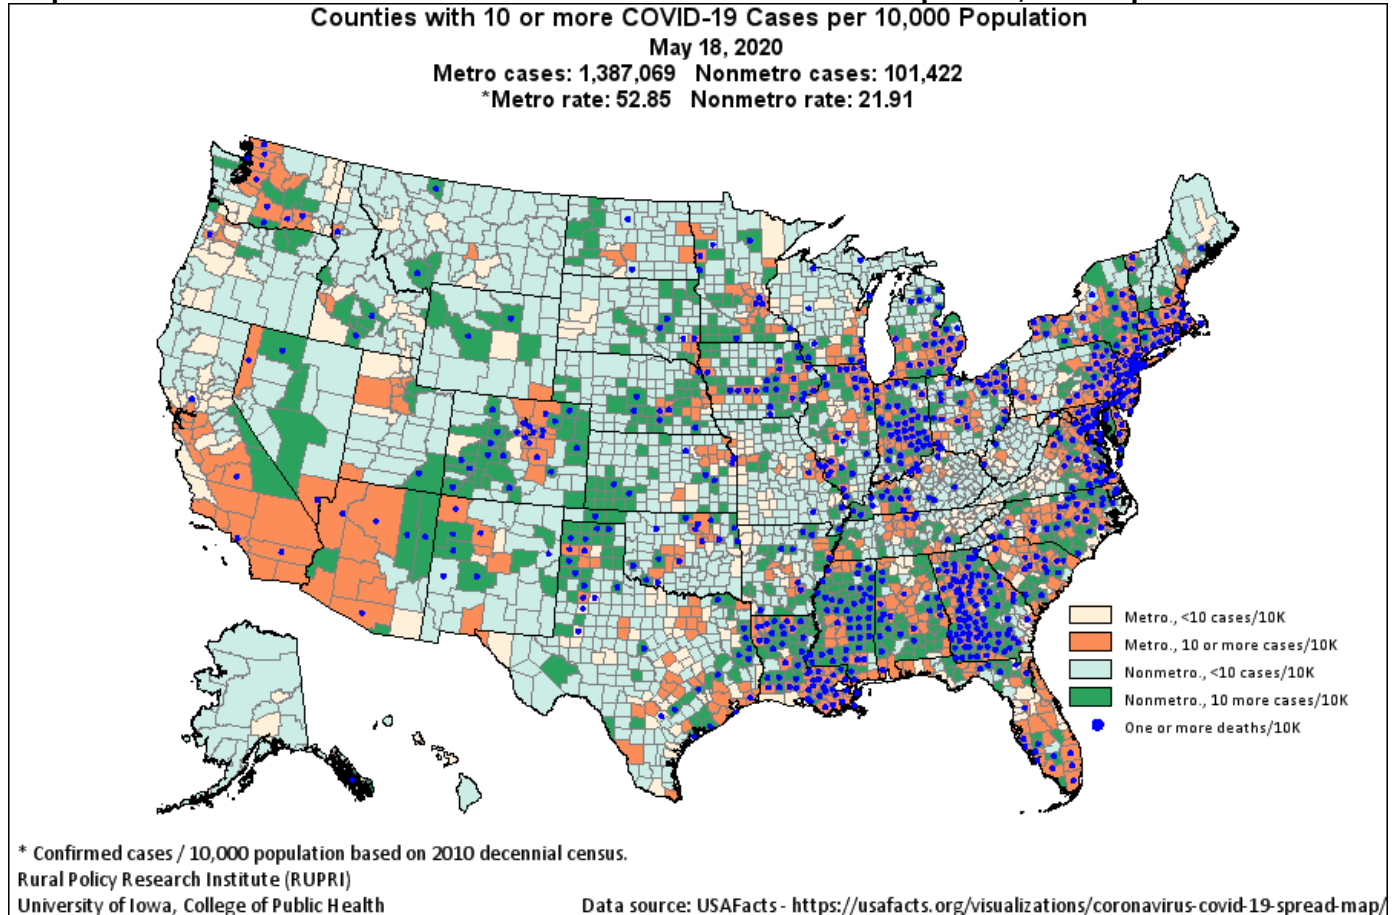 Counties with 10 or more COVID-19 Cases per 10,000 Population
May 18, 2020
Metro cases: 1,387,069 Nonmetro cases: 101,422
*Metro rate: 52.85 Nonmetro rate: 21.91
Metro., <10 cases/10K
Metro., 10 or more cases/10K
Nonmetro., <10 cases/10K
Nonmetro., 10 more cases/10K
One or more deaths/10K
* Confirmed cases / 10,000 population based on 2010 decennial census.
Rural Policy Research Institute (RUPRI)
University of Iowa, College of Public Health
Data source: USAFacts - https://usafacts.org/visualizations/coronavirus-covid-19-spread-map/